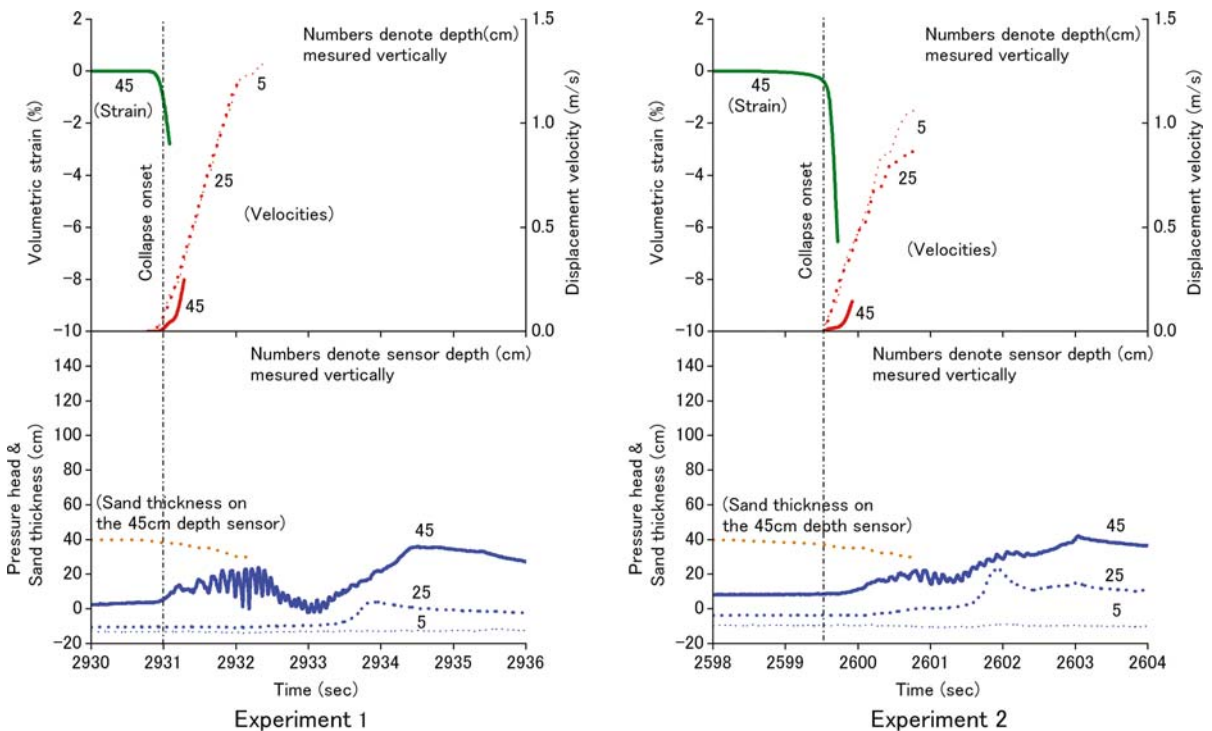 2
0
−2
−4
−6
−8
−10
Volumetric strain (%)
Numbers denote depth(cm)
mesured vertically
45
(Strain)
Collapse onset
5
25
(Velocities)
45
1.5
1.0
0.5
0.0
Displacement velocity (m/s)
140
120
100
80
60
40
20
0
−20
Pressure head &
Sand thickness (cm)
Numbers denote sensor depth (cm)
mesured vertically
(Sand thickness on
the 45cm depth sensor)
45
25
5
2930 2931 2932 2933 2934 2935 2936
Time (sec)
Experiment 1
2
0
−2
−4
−6
−8
−10
Volumetric strain (%)
Numbers denote depth(cm)
mesured vertically
45
(Strain)
Collapse onset
5
25
(Velocities)
45
1.5
1.0
0.5
0.0
Displacement velocity (m/s)
140
120
100
80
60
40
20
0
−20
Pressure head &
Sand thickness (cm)
Numbers denote sensor depth (cm)
mesured vertically
(Sand thickness on
the 45cm depth sensor)
45
25
5
2598 2599 2600 2601 2602 2603 2604
Time (sec)
Experiment 2